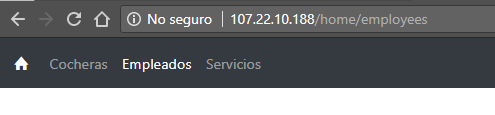 No seguro 107.22.10.188/home/employees
Cocheras Empleados Servicios